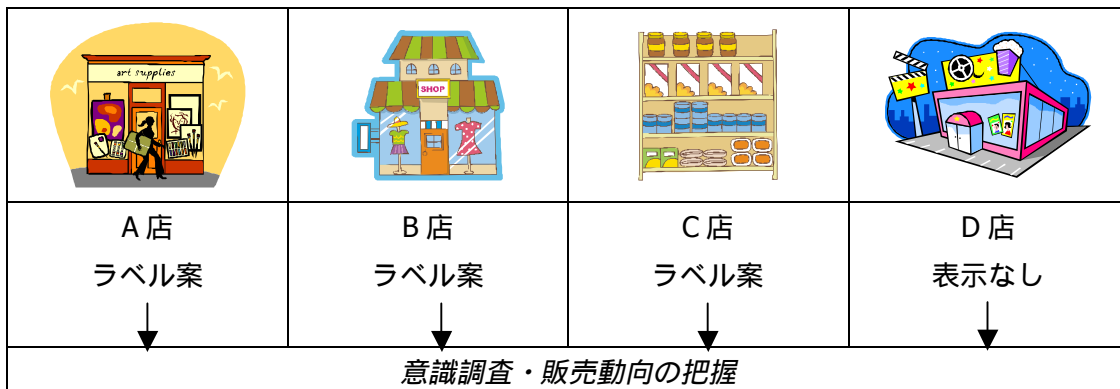 art supplies
SHOP
A店
ラベル案
B店
ラベル案
C店
ラベル案
D店
表示なし
意識調査・販売動向の把握